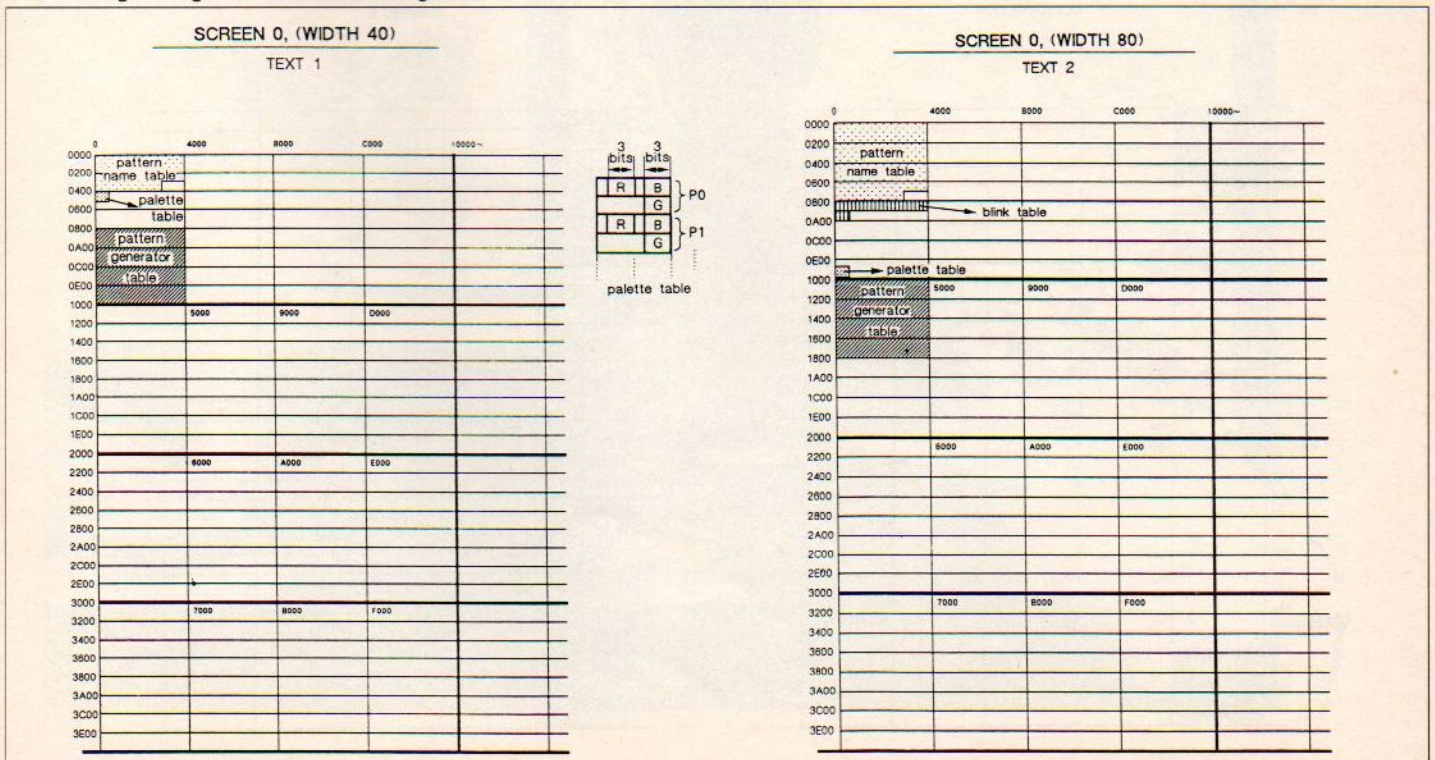 SCREEN 0, (WIDTH 40)
TEXT 1
0 4000 8000 C000 10000~
0000
0200
0400
0600
0800
0A00
0C00
0E00
1000
1200
1400
1600
1800
1A00
1C00
1E00
2000
2200
2400
2600
2800
2A00
2C00
2E00
3000
3200
3400
3600
3800
3A00
3C00
3E00
pattern
name table
palette
table
pattern
generator
table
5000 9000 D000
6000 A000 E000
7000 B000 F000
3 3
bits bits
R B
G
P0
R B
G
P1
palette table
SCREEN 0, (WIDTH 80)
TEXT 2
0 4000 8000 C000 10000~
0000
0200
0400
0600
0800
0A00
0C00
0E00
1000
1200
1400
1600
1800
1A00
1C00
1E00
2000
2200
2400
2600
2800
2A00
2C00
2E00
3000
3200
3400
3600
3800
3A00
3C00
3E00
pattern
name table
blink table
palette table
pattern
generator
table
5000 9000 D000
6000 A000 E000
7000 B000 F000